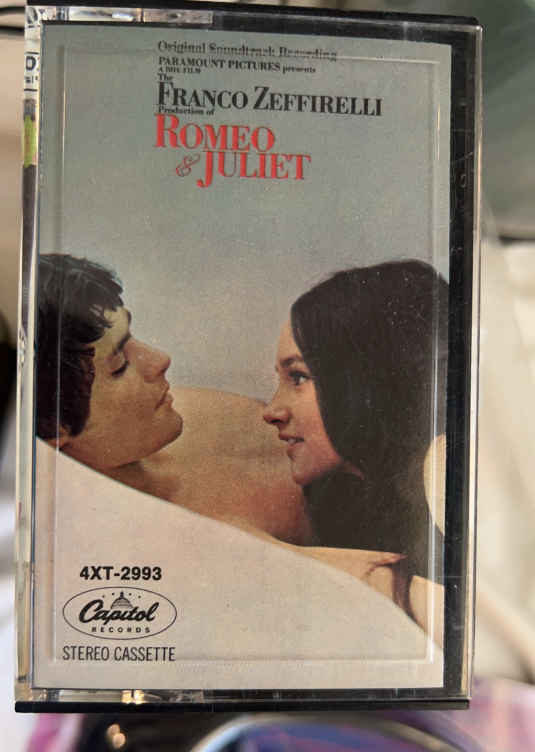 Original Soundtrack Recording
PARAMOUNT PICTURES presents
A BHE FILM
The
FRANCO ZEFFIRELLI
Production of
ROMEO
& JULIET
4XT-2993
Capitol
RECORDS
STEREO CASSETTE